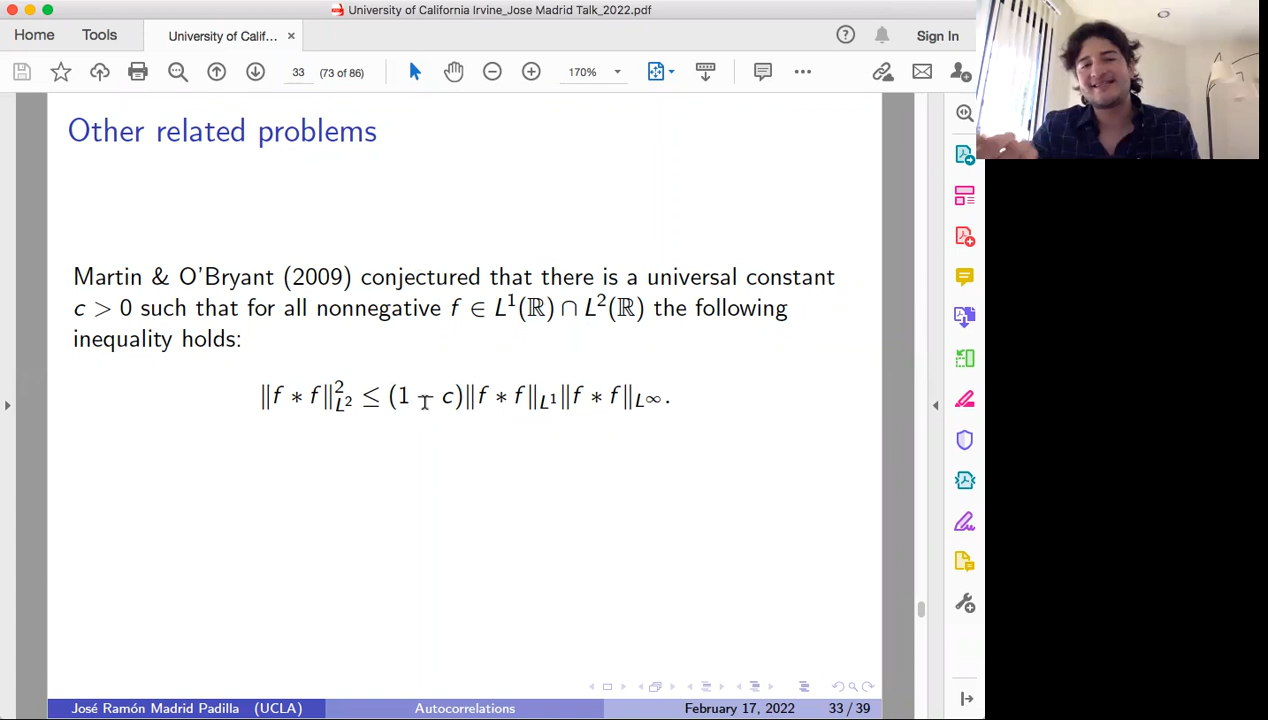 University of California Irvine_Jose Madrid Talk_2022.pdf
Home Tools University of Calif... × ? Sign In
33 (73 of 86) 170%
Other related problems
Martin & O'Bryant (2009) conjectured that there is a universal constant
c > 0 such that for all nonnegative f ∈ L¹(ℝ) ∩ L²(ℝ) the following
inequality holds:
‖f ∗ f‖²_{L²} ≤ (1 − c)‖f ∗ f‖_{L¹}‖f ∗ f‖_{L∞}.
José Ramón Madrid Padilla (UCLA) Autocorrelations February 17, 2022 33 / 39